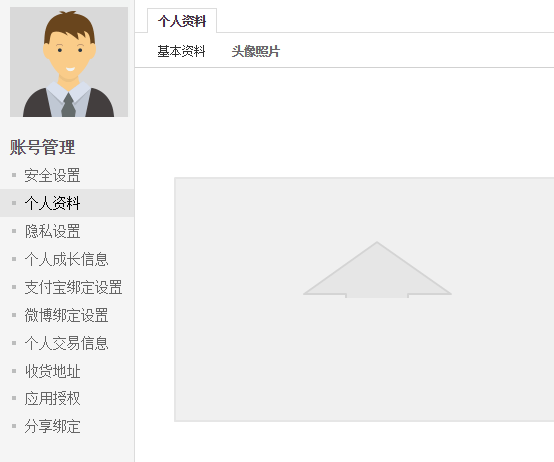 个人资料
基本资料 头像照片
账号管理
安全设置
个人资料
隐私设置
个人成长信息
支付宝绑定设置
微博绑定设置
个人交易信息
收货地址
应用授权
分享绑定